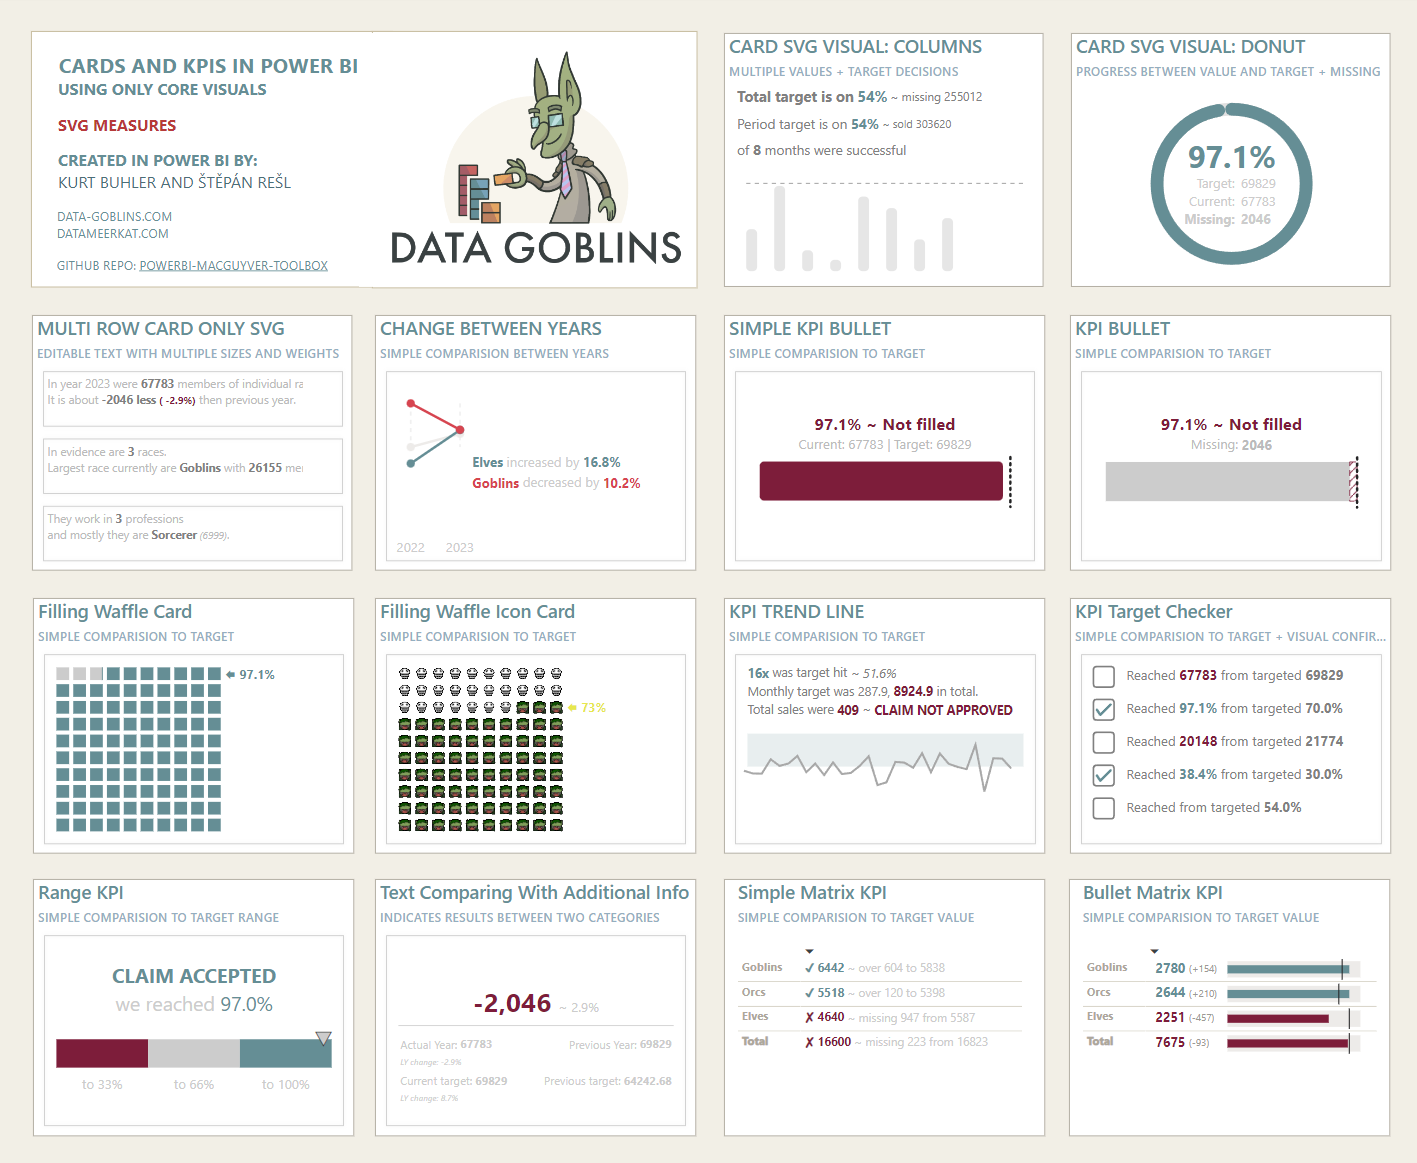 CARDS AND KPIS IN POWER BI
USING ONLY CORE VISUALS
SVG MEASURES
CREATED IN POWER BI BY:
KURT BUHLER AND ŠTĚPÁN REŠL
DATA-GOBLINS.COM
DATAMEERKAT.COM
GITHUB REPO: POWERBI-MACGUYVER-TOOLBOX
DATA GOBLINS
CARD SVG VISUAL: COLUMNS
MULTIPLE VALUES + TARGET DECISIONS
Total target is on 54% ~ missing 255012
Period target is on 54% ~ sold 303620
of 8 months were successful
CARD SVG VISUAL: DONUT
PROGRESS BETWEEN VALUE AND TARGET + MISSING
97.1%
Target: 69829
Current: 67783
Missing: 2046
MULTI ROW CARD ONLY SVG
EDITABLE TEXT WITH MULTIPLE SIZES AND WEIGHTS
In year 2023 were 67783 members of individual ra
It is about -2046 less ( -2.9%) then previous year.
In evidence are 3 races.
Largest race currently are Goblins with 26155 mer
They work in 3 professions
and mostly they are Sorcerer (6999).
CHANGE BETWEEN YEARS
SIMPLE COMPARISION BETWEEN YEARS
Elves increased by 16.8%
Goblins decreased by 10.2%
2022 2023
SIMPLE KPI BULLET
SIMPLE COMPARISION TO TARGET
97.1% ~ Not filled
Current: 67783 | Target: 69829
KPI BULLET
SIMPLE COMPARISION TO TARGET
97.1% ~ Not filled
Missing: 2046
Filling Waffle Card
SIMPLE COMPARISION TO TARGET
97.1%
Filling Waffle Icon Card
SIMPLE COMPARISION TO TARGET
73%
KPI TREND LINE
SIMPLE COMPARISION TO TARGET
16x was target hit ~ 51.6%
Monthly target was 287.9, 8924.9 in total.
Total sales were 409 ~ CLAIM NOT APPROVED
KPI Target Checker
SIMPLE COMPARISION TO TARGET + VISUAL CONFIR...
Reached 67783 from targeted 69829
Reached 97.1% from targeted 70.0%
Reached 20148 from targeted 21774
Reached 38.4% from targeted 30.0%
Reached from targeted 54.0%
Range KPI
SIMPLE COMPARISION TO TARGET RANGE
CLAIM ACCEPTED
we reached 97.0%
to 33% to 66% to 100%
Text Comparing With Additional Info
INDICATES RESULTS BETWEEN TWO CATEGORIES
-2,046 ~ 2.9%
Actual Year: 67783 Previous Year: 69829
LY change: -2.9%
Current target: 69829 Previous target: 64242.68
LY change: 8.7%
Simple Matrix KPI
SIMPLE COMPARISION TO TARGET VALUE
Goblins ✓ 6442 ~ over 604 to 5838
Orcs ✓ 5518 ~ over 120 to 5398
Elves ✗ 4640 ~ missing 947 from 5587
Total ✗ 16600 ~ missing 223 from 16823
Bullet Matrix KPI
SIMPLE COMPARISION TO TARGET VALUE
Goblins 2780 (+154)
Orcs 2644 (+210)
Elves 2251 (-457)
Total 7675 (-93)